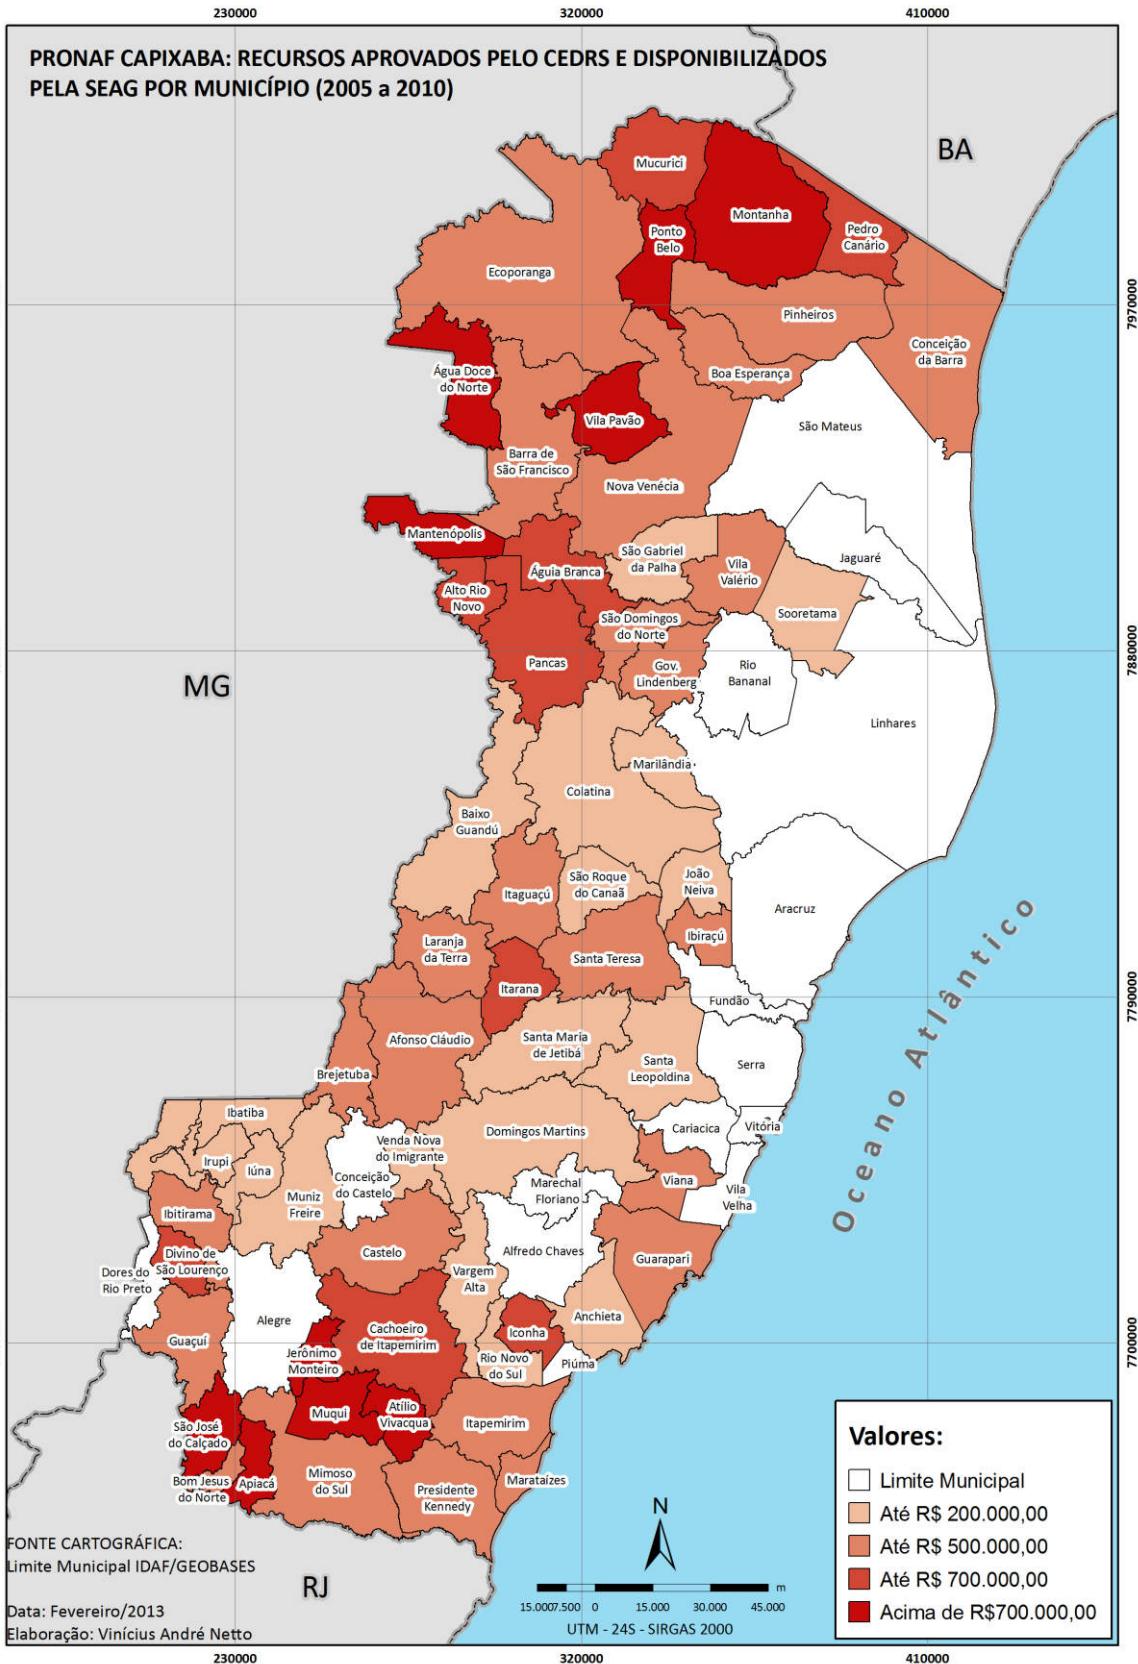 230000
320000
410000
PRONAF CAPIXABA: RECURSOS APROVADOS PELO CEDRS E DISPONIBILIZADOS
PELA SEAG POR MUNICÍPIO (2005 a 2010)
BA
Mucurici
Montanha
Ponto
Belo
Pedro
Canário
Ecoporanga
7970000
Pinheiros
Conceição
da Barra
Água Doce
do Norte
Boa Esperança
Vila Pavão
São Mateus
Barra de
São Francisco
Nova Venécia
Mantenópolis
São Gabriel
da Palha
Jaguaré
Águia Branca
Vila
Valério
Alto Rio
Novo
Sooretama
São Domingos
do Norte
7880000
Pancas
Gov.
Lindenberg
Rio
Bananal
MG
Linhares
Marilândia
Colatina
Baixo
Guandú
São Roque
do Canaã
João
Neiva
Itaguaçú
Aracruz
Ibiraçú
Laranja
da Terra
Santa Teresa
Oceano Atlântico
Itarana
7790000
Fundão
Afonso Cláudio
Santa Maria
de Jetibá
Santa
Leopoldina
Serra
Brejetuba
Ibatiba
Domingos Martins
Cariacica
Vitória
Venda Nova
do Imigrante
Irupi
Iúna
Conceição
do Castelo
Marechal
Floriano
Viana
Vila
Velha
Muniz
Freire
Ibitirama
Castelo
Alfredo Chaves
Guarapari
Divino de
São Lourenço
Dores do
Rio Preto
Vargem
Alta
Anchieta
Alegre
Cachoeiro
de Itapemirim
Iconha
Guaçuí
7700000
Jerônimo
Monteiro
Rio Novo
do Sul
Piúma
Muqui
Atílio
Vivacqua
Itapemirim
São José
do Calçado
Bom Jesus
do Norte
Apiacá
Mimoso
do Sul
Presidente
Kennedy
Marataízes
Valores:
Limite Municipal
Até R$ 200.000,00
Até R$ 500.000,00
Até R$ 700.000,00
Acima de R$700.000,00
N
FONTE CARTOGRÁFICA:
Limite Municipal IDAF/GEOBASES
RJ
m
15.0007.500 0 15.000 30.000 45.000
UTM - 24S - SIRGAS 2000
Data: Fevereiro/2013
Elaboração: Vinícius André Netto
230000
320000
410000